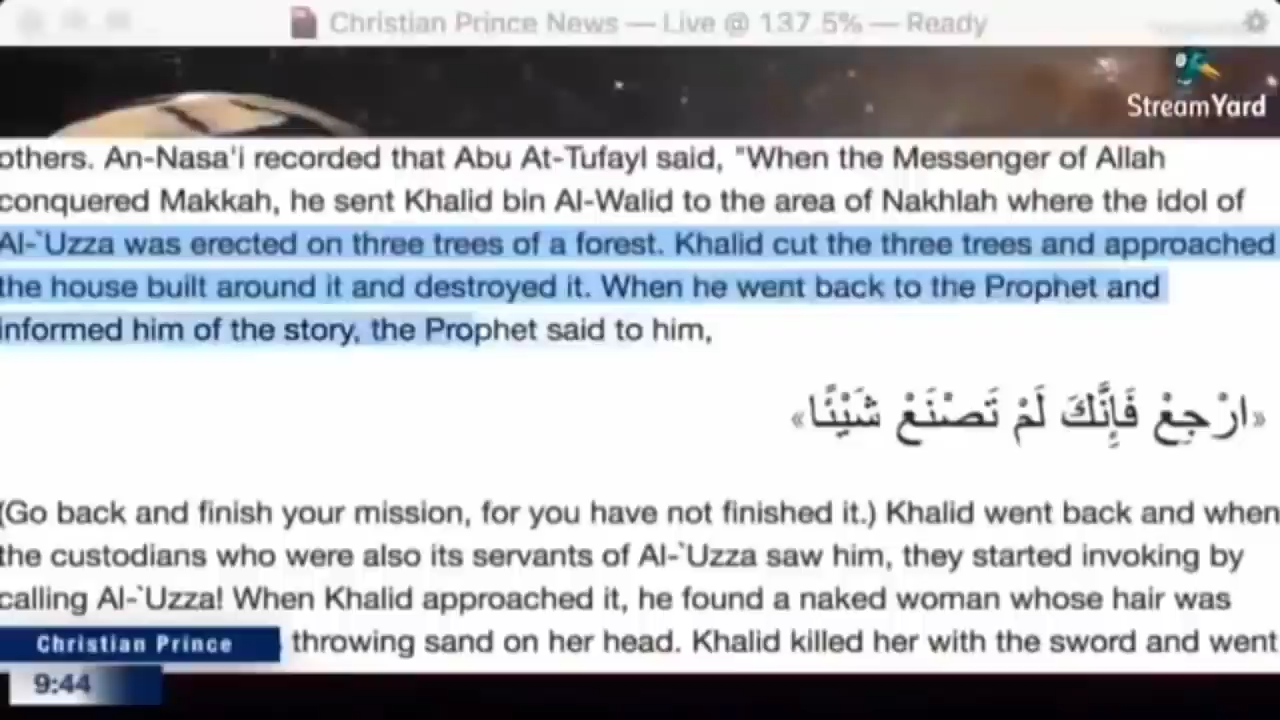 Christian Prince News — Live @ 137 5% — Ready
StreamYard
others. An-Nasa'i recorded that Abu At-Tufayl said, "When the Messenger of Allah
conquered Makkah, he sent Khalid bin Al-Walid to the area of Nakhlah where the idol of
Al-`Uzza was erected on three trees of a forest. Khalid cut the three trees and approached
the house built around it and destroyed it. When he went back to the Prophet and
informed him of the story, the Prophet said to him,
«ارْجِعْ فَإِنَّكَ لَمْ تَصْنَعْ شَيْئًا»
(Go back and finish your mission, for you have not finished it.) Khalid went back and when
the custodians who were also its servants of Al-`Uzza saw him, they started invoking by
calling Al-`Uzza! When Khalid approached it, he found a naked woman whose hair was
throwing sand on her head. Khalid killed her with the sword and went
Christian Prince
9:44